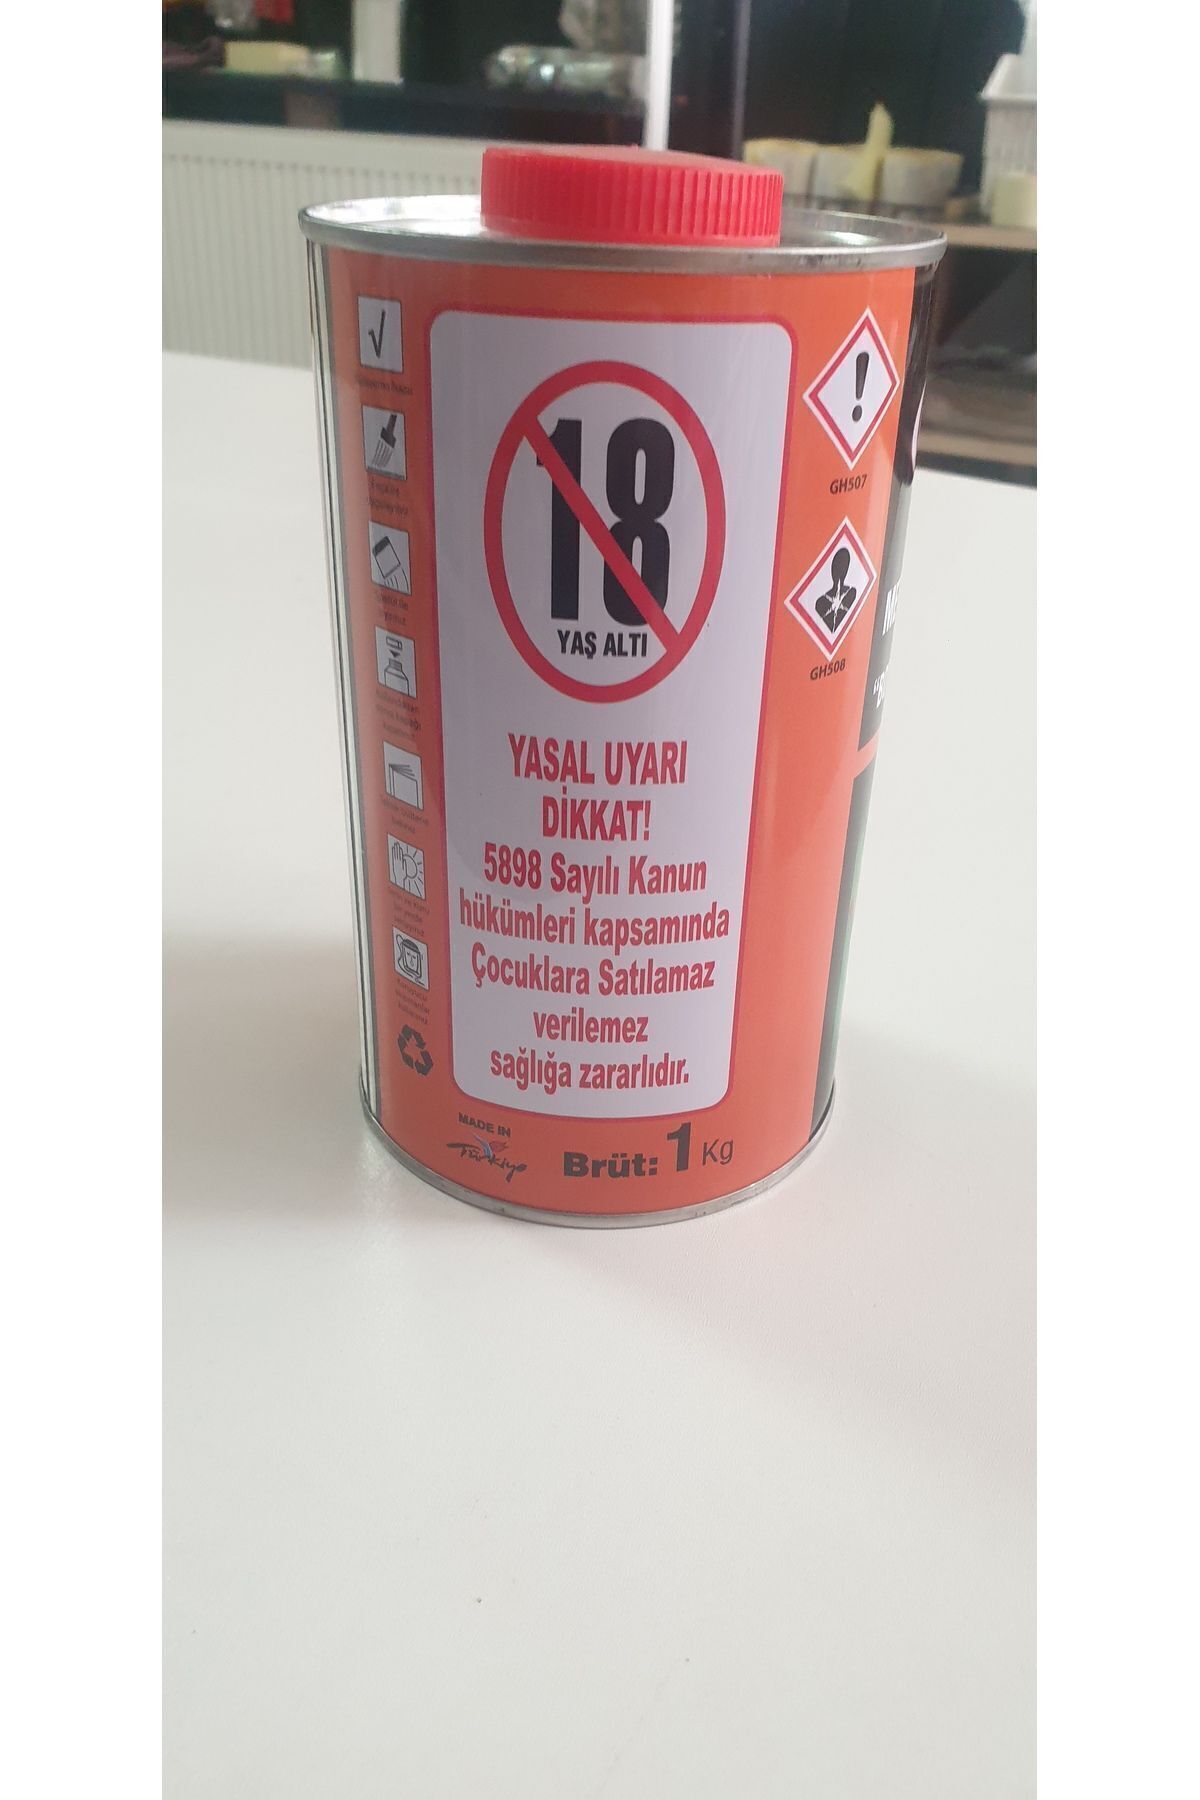 18
YAŞ ALTI
YASAL UYARI
DİKKAT!
5898 Sayılı Kanun
hükümleri kapsamında
Çocuklara Satılamaz
verilemez
sağlığa zararlıdır.
MADE IN
Türkiye
Brüt: 1 Kg
GH507
GH508